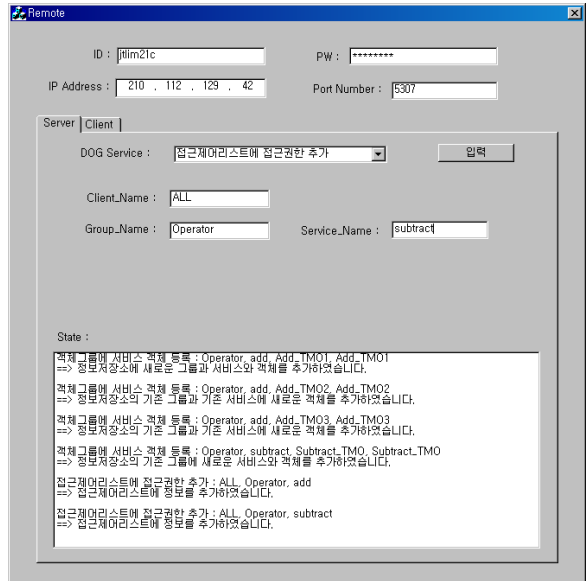 Remote
ID : jtlim21c
PW : ********
IP Address : 210 . 112 . 129 . 42
Port Number : 5307
Server Client
DOG Service : 접근제어리스트에 접근권한 추가 입력
Client_Name : ALL
Group_Name : Operator Service_Name : subtract
State :
객체그룹에 서비스 객체 등록 : Operator, add, Add_TMO1, Add_TMO1
==> 정보저장소에 새로운 그룹과 서비스와 객체를 추가하였습니다.
객체그룹에 서비스 객체 등록 : Operator, add, Add_TMO2, Add_TMO2
==> 정보저장소의 기존 그룹과 기존 서비스에 새로운 객체를 추가하였습니다.
객체그룹에 서비스 객체 등록 : Operator, add, Add_TMO3, Add_TMO3
==> 정보저장소의 기존 그룹과 기존 서비스에 새로운 객체를 추가하였습니다.
객체그룹에 서비스 객체 등록 : Operator, subtract, Subtract_TMO, Subtract_TMO
==> 정보저장소의 기존 그룹에 새로운 서비스와 객체를 추가하였습니다.
접근제어리스트에 접근권한 추가 : ALL, Operator, add
==> 접근제어리스트에 정보를 추가하였습니다.
접근제어리스트에 접근권한 추가 : ALL, Operator, subtract
==> 접근제어리스트에 정보를 추가하였습니다.